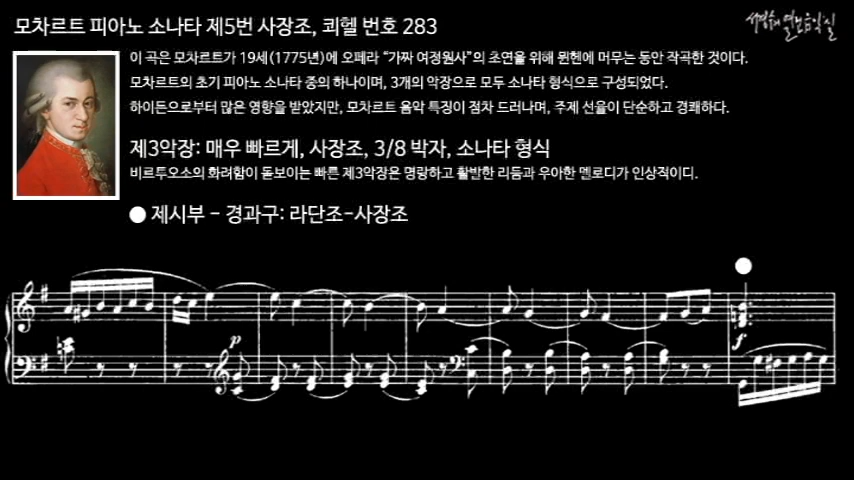 모차르트 피아노 소나타 제5번 사장조, 쾨헬 번호 283
서영화의 열린음악실
이 곡은 모차르트가 19세(1775년)에 오페라 “가짜 여정원사”의 초연을 위해 뮌헨에 머무는 동안 작곡한 것이다.
모차르트의 초기 피아노 소나타 중의 하나이며, 3개의 악장으로 모두 소나타 형식으로 구성되었다.
하이든으로부터 많은 영향을 받았지만, 모차르트 음악 특징이 점차 드러나며, 주제 선율이 단순하고 경쾌하다.
제3악장: 매우 빠르게, 사장조, 3/8 박자, 소나타 형식
비르투오소의 화려함이 돋보이는 빠른 제3악장은 명랑하고 활발한 리듬과 우아한 멜로디가 인상적이다.
● 제시부 - 경과구: 라단조-사장조
p
f